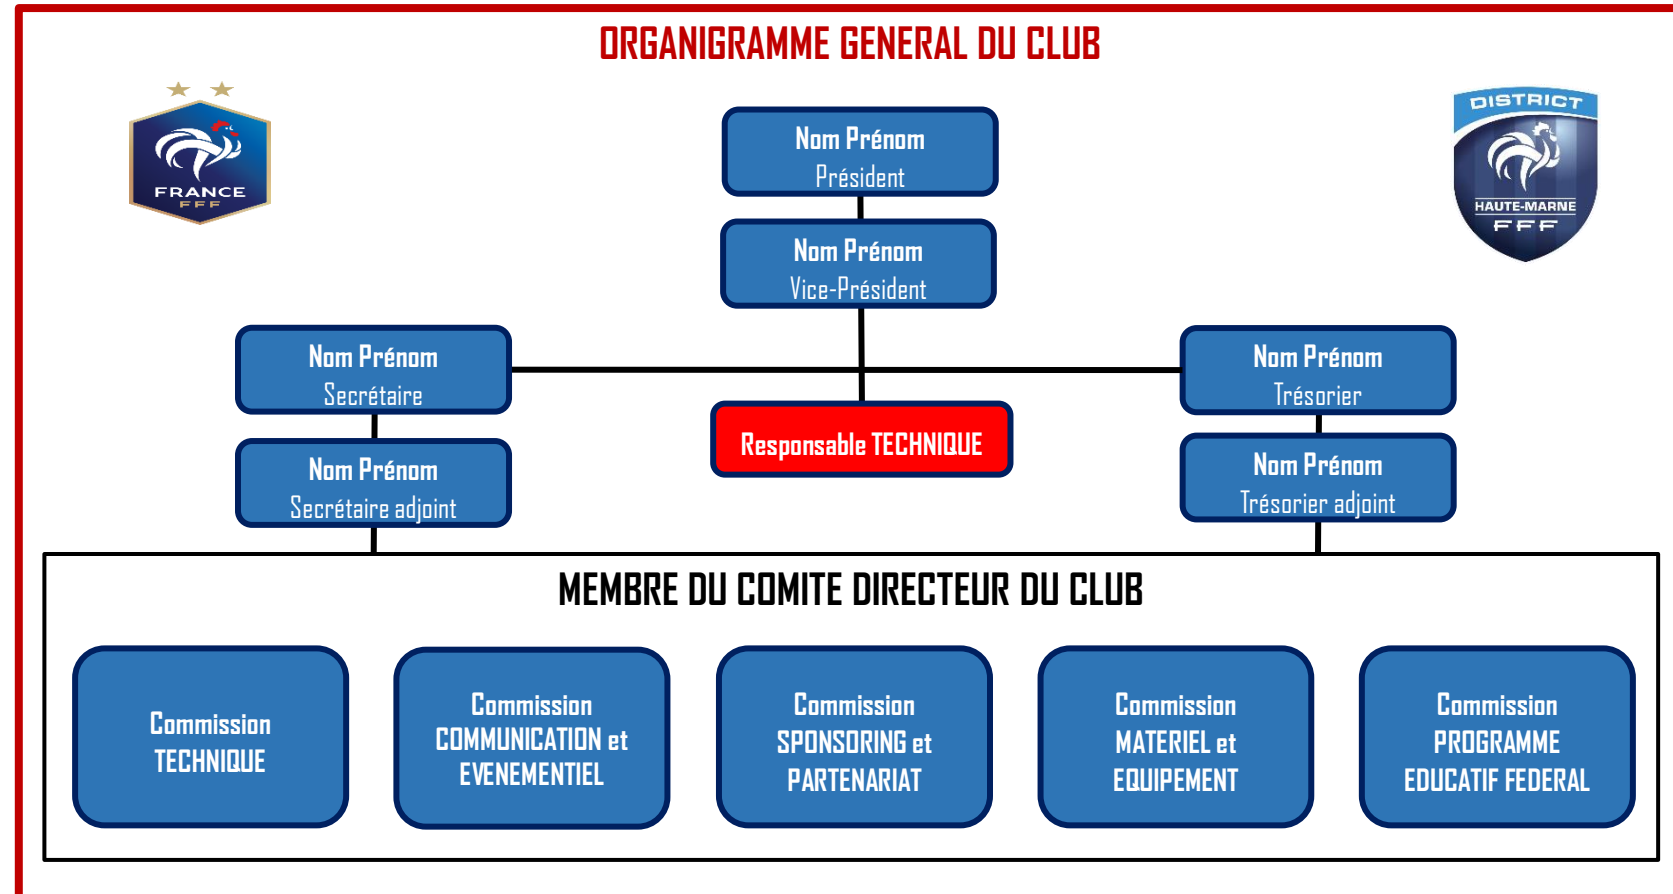 ORGANIGRAMME GENERAL DU CLUB
FRANCE
FFF
DISTRICT
HAUTE-MARNE
FFF
Nom Prénom
Président
Nom Prénom
Vice-Président
Nom Prénom
Secrétaire
Nom Prénom
Trésorier
Responsable TECHNIQUE
Nom Prénom
Secrétaire adjoint
Nom Prénom
Trésorier adjoint
MEMBRE DU COMITE DIRECTEUR DU CLUB
Commission
TECHNIQUE
Commission
COMMUNICATION et
EVENEMENTIEL
Commission
SPONSORING et
PARTENARIAT
Commission
MATERIEL et
EQUIPEMENT
Commission
PROGRAMME
EDUCATIF FEDERAL